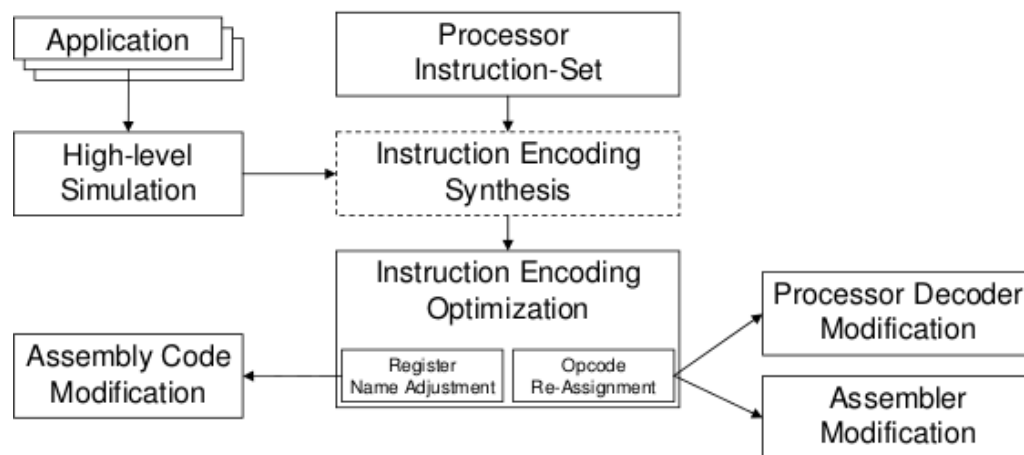 Application
Processor
Instruction-Set
High-level
Simulation
Instruction Encoding
Synthesis
Instruction Encoding
Optimization
Register
Name Adjustment
Opcode
Re-Assignment
Assembly Code
Modification
Processor Decoder
Modification
Assembler
Modification